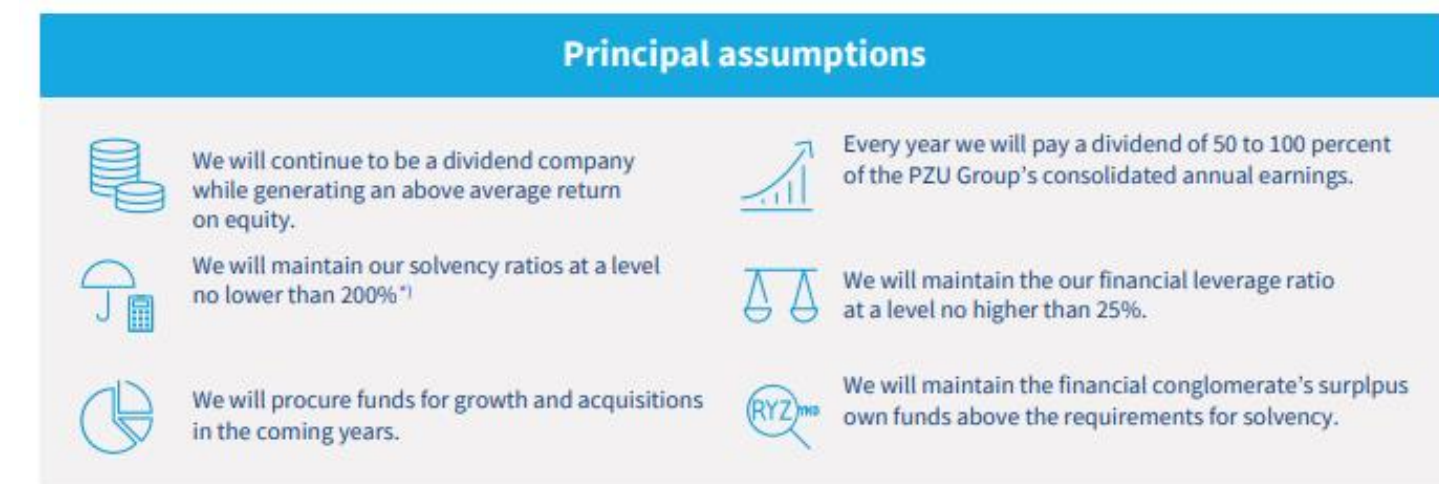 Principal assumptions
We will continue to be a dividend company
while generating an above average return
on equity.
Every year we will pay a dividend of 50 to 100 percent
of the PZU Group's consolidated annual earnings.
We will maintain our solvency ratios at a level
no lower than 200%*)
We will maintain the our financial leverage ratio
at a level no higher than 25%.
We will procure funds for growth and acquisitions
in the coming years.
RYZ
We will maintain the financial conglomerate's surplpus
own funds above the requirements for solvency.